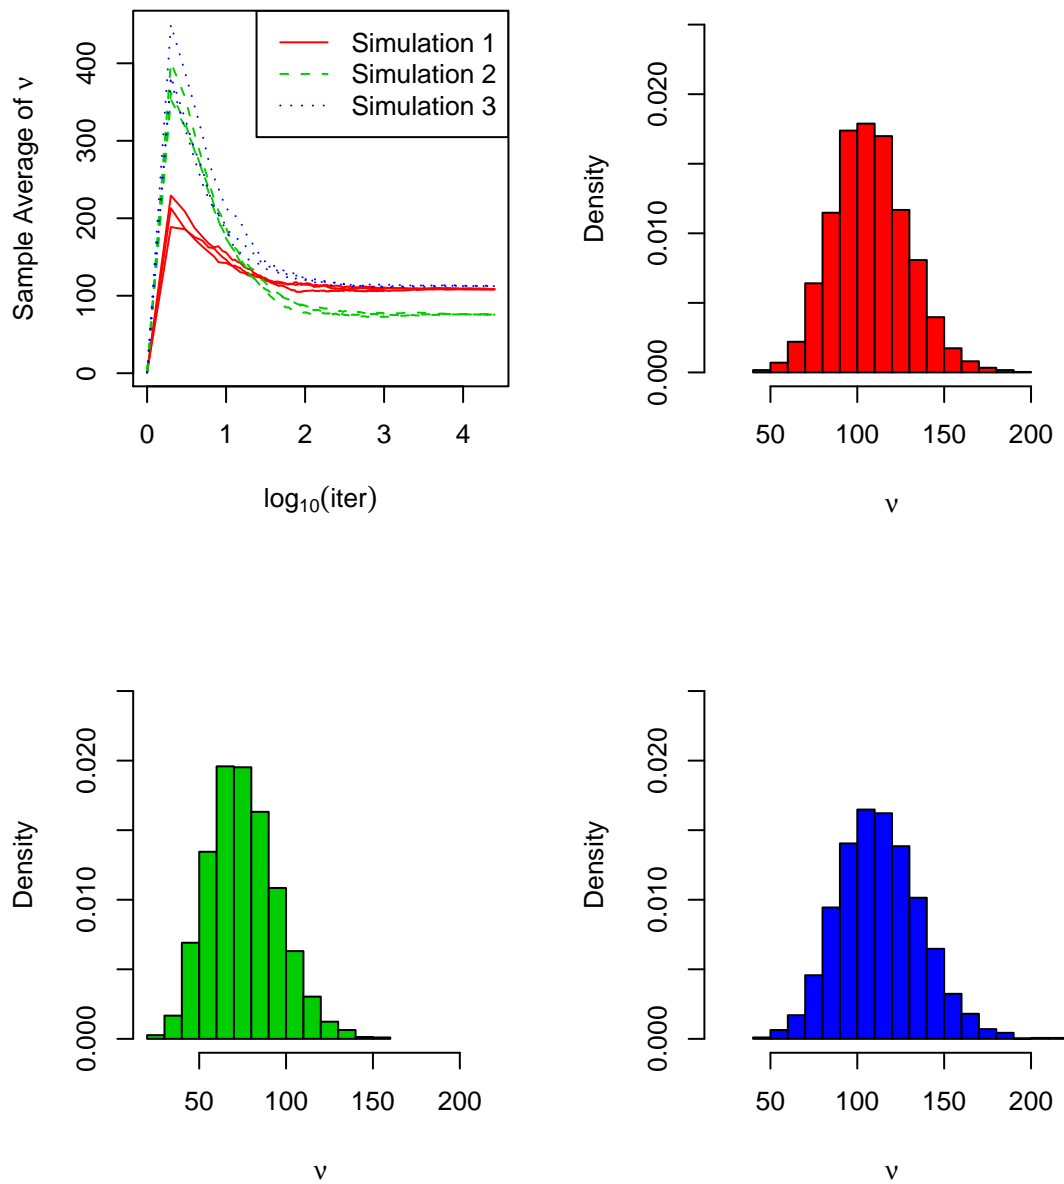 Simulation 1
Simulation 2
Simulation 3
Sample Average of ν
0 100 200 300 400
0 1 2 3 4
log10(iter)
Density
0.000 0.010 0.020
50 100 150 200
ν
Density
0.000 0.010 0.020
50 100 150 200
ν
Density
0.000 0.010 0.020
50 100 150 200
ν